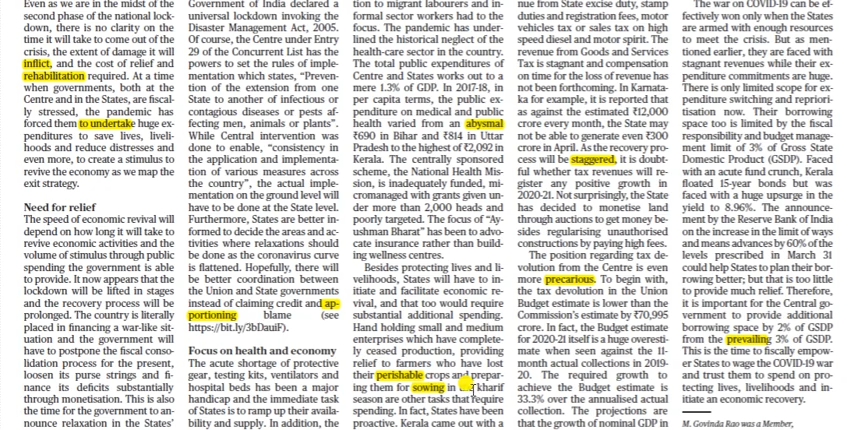 Even as we are in the midst of the
second phase of the national lock-
down, there is no clarity on the
time it will take to come out of the
crisis, the extent of damage it will
inflict, and the cost of relief and
rehabilitation required. At a time
when governments, both at the
Centre and in the States, are fiscal-
ly stressed, the pandemic has
forced them to undertake huge ex-
penditures to save lives, liveli-
hoods and reduce distresses and
even more, to create a stimulus to
revive the economy as we map the
exit strategy.
Need for relief
The speed of economic revival will
depend on how long it will take to
revive economic activities and the
volume of stimulus through public
spending the government is able
to provide. It now appears that the
lockdown will be lifted in stages
and the recovery process will be
prolonged. The country is literally
placed in financing a war-like sit-
uation and the government will
have to postpone the fiscal conso-
lidation process for the present,
loosen its purse strings and fi-
nance its deficits substantially
through monetisation. This is also
the time for the government to an-
nounce relaxation in the States'
Government of India declared a
universal lockdown invoking the
Disaster Management Act, 2005.
Of course, the Centre under Entry
29 of the Concurrent List has the
powers to set the rules of imple-
mentation which states, "Preven-
tion of the extension from one
State to another of infectious or
contagious diseases or pests af-
fecting men, animals or plants".
While Central intervention was
done to enable, "consistency in
the application and implementa-
tion of various measures across
the country", the actual imple-
mentation on the ground level will
have to be done at the State level.
Furthermore, States are better in-
formed to decide the areas and ac-
tivities where relaxations should
be done as the coronavirus curve
is flattened. Hopefully, there will
be better coordination between
the Union and State governments
instead of claiming credit and ap-
portioning blame (see
https://bit.ly/3bDauiF).
Focus on health and economy
The acute shortage of protective
gear, testing kits, ventilators and
hospital beds has been a major
handicap and the immediate task
of States is to ramp up their availa-
bility and supply. In addition, the
tion to migrant labourers and in-
formal sector workers had to the
focus. The pandemic has under-
lined the historical neglect of the
health-care sector in the country.
The total public expenditures of
Centre and States works out to a
mere 1.3% of GDP. In 2017-18, in
per capita terms, the public ex-
penditure on medical and public
health varied from an abysmal
₹690 in Bihar and ₹814 in Uttar
Pradesh to the highest of ₹2,092 in
Kerala. The centrally sponsored
scheme, the National Health Mis-
sion, is inadequately funded, mi-
cromanaged with grants given un-
der more than 2,000 heads and
poorly targeted. The focus of "Ay-
ushman Bharat" has been to advo-
cate insurance rather than build-
ing wellness centres.
Besides protecting lives and li-
velihoods, States will have to in-
itiate and facilitate economic re-
vival, and that too would require
substantial additional spending.
Hand holding small and medium
enterprises which have complete-
ly ceased production, providing
relief to farmers who have lost
their perishable crops and prepar-
ing them for sowing in kharif
season are other tasks that require
spending. In fact, States have been
proactive. Kerala came out with a
nue from State excise duty, stamp
duties and registration fees, motor
vehicles tax or sales tax on high
speed diesel and motor spirit. The
revenue from Goods and Services
Tax is stagnant and compensation
on time for the loss of revenue has
not been forthcoming. In Karnata-
ka for example, it is reported that
as against the estimated ₹12,000
crore every month, the State may
not be able to generate even ₹300
crore in April. As the recovery pro-
cess will be staggered, it is doubt-
ful whether tax revenues will re-
gister any positive growth in
2020-21. Not surprisingly, the State
has decided to monetise land
through auctions to get money be-
sides regularising unauthorised
constructions by paying high fees.
The position regarding tax de-
volution from the Centre is even
more precarious. To begin with,
the tax devolution in the Union
Budget estimate is lower than the
Commission's estimate by ₹70,995
crore. In fact, the Budget estimate
for 2020-21 itself is a huge overesti-
mate when seen against the 11-
month actual collections in 2019-
20. The required growth to
achieve the Budget estimate is
33.3% over the annualised actual
collection. The projections are
that the growth of nominal GDP in
The war on COVID-19 can be ef-
fectively won only when the States
are armed with enough resources
to meet the crisis. But as men-
tioned earlier, they are faced with
stagnant revenues while their ex-
penditure commitments are huge.
There is only limited scope for ex-
penditure switching and repriori-
tisation now. Their borrowing
space too is limited by the fiscal
responsibility and budget manage-
ment limit of 3% of Gross State
Domestic Product (GSDP). Faced
with an acute fund crunch, Kerala
floated 15-year bonds but was
faced with a huge upsurge in the
yield to 8.96%. The announce-
ment by the Reserve Bank of India
on the increase in the limit of ways
and means advances by 60% of the
levels prescribed in March 31
could help States to plan their bor-
rowing better; but that is too little
to provide much relief. Therefore,
it is important for the Central go-
vernment to provide additional
borrowing space by 2% of GSDP
from the prevailing 3% of GSDP.
This is the time to fiscally empow-
er States to wage the COVID-19 war
and trust them to spend on pro-
tecting lives, livelihoods and in-
itiate an economic recovery.
M. Govinda Rao was a Member,